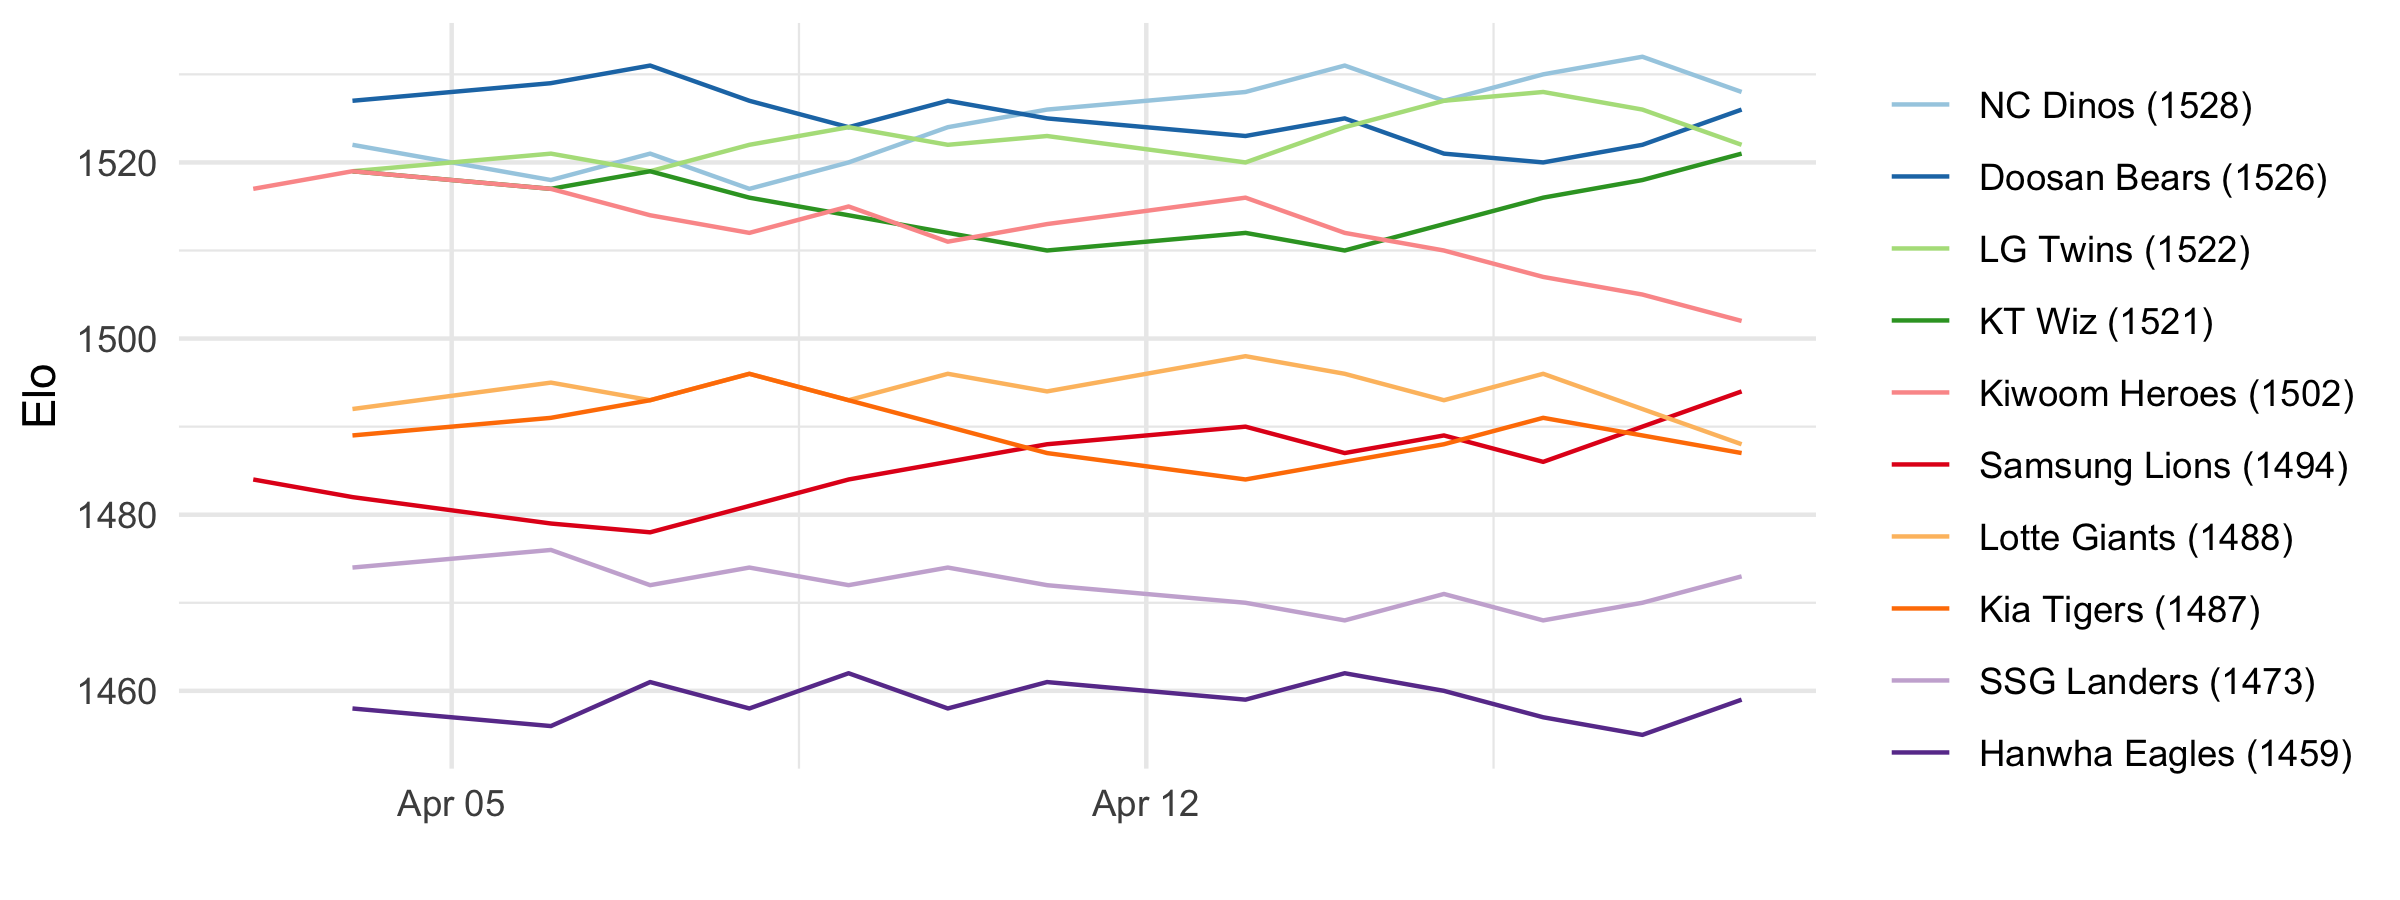 Elo
1520
1500
1480
1460
Apr 05
Apr 12
NC Dinos (1528)
Doosan Bears (1526)
LG Twins (1522)
KT Wiz (1521)
Kiwoom Heroes (1502)
Samsung Lions (1494)
Lotte Giants (1488)
Kia Tigers (1487)
SSG Landers (1473)
Hanwha Eagles (1459)